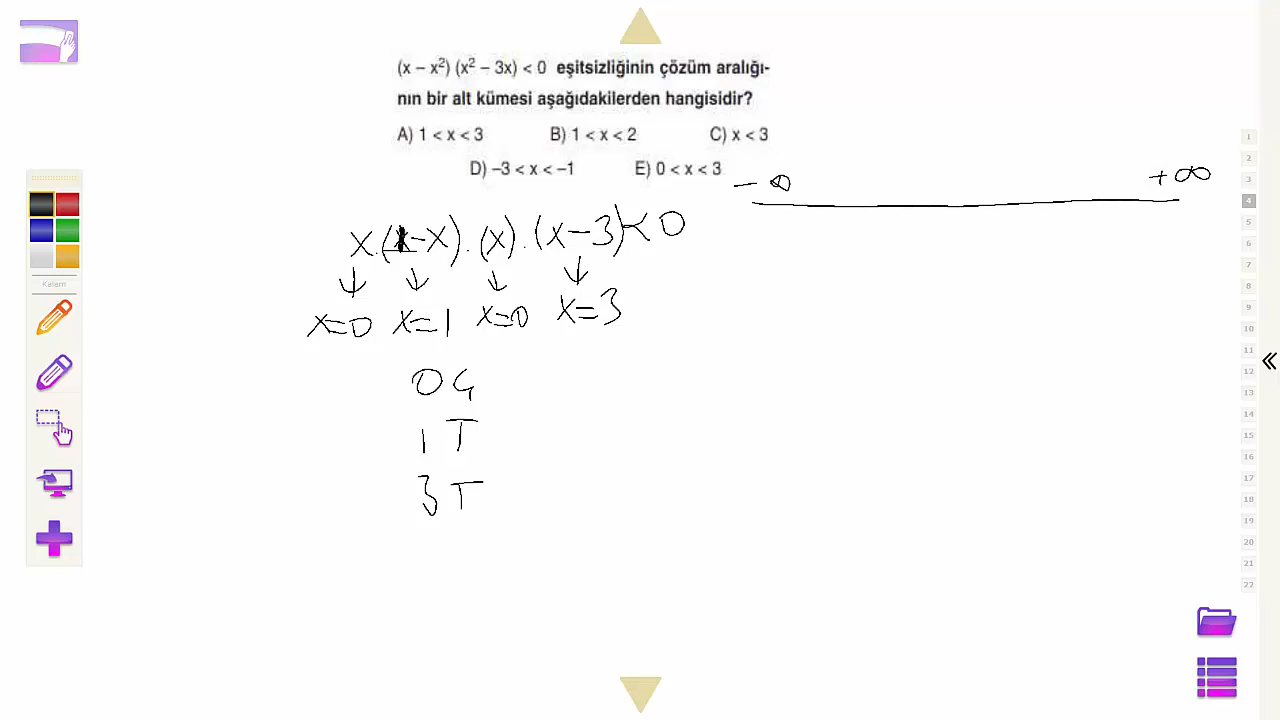 (x – x²) (x² – 3x) < 0 eşitsizliğinin çözüm aralığı-
nın bir alt kümesi aşağıdakilerden hangisidir?
A) 1 < x < 3 B) 1 < x < 2 C) x < 3
D) –3 < x < –1 E) 0 < x < 3
– ∞ +∞
x.(1–x).(x).(x–3)<0
x=0 x=1 x=0 x=3
0 Ç
1 T
3 T
Kalem
1
2
3
4
5
6
7
8
9
10
11
12
13
14
15
16
17
18
19
20
21
22